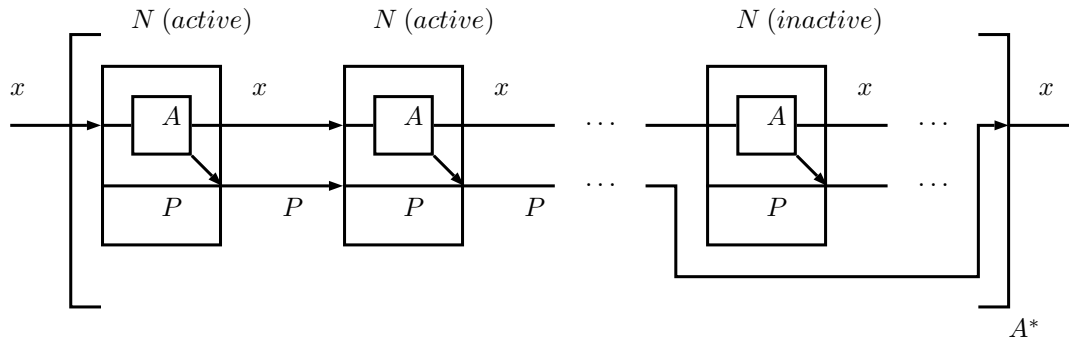 N (active) N (active) N (inactive)
x x x x x
A A A
... ...
... ...
P P P P P
A*